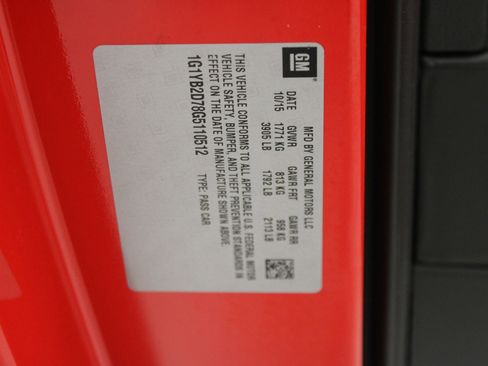 GM
MFD BY GENERAL MOTORS LLC
DATE GVWR GAWR FRT GAWR RR
10/15 1771 KG 813 KG 958 KG
3905 LB 1792 LB 2113 LB
THIS VEHICLE CONFORMS TO ALL APPLICABLE U.S. FEDERAL MOTOR
VEHICLE SAFETY, BUMPER, AND THEFT PREVENTION STANDARDS IN
EFFECT ON THE DATE OF MANUFACTURE SHOWN ABOVE.
1G1YB2D78G5110512 TYPE: PASS CAR